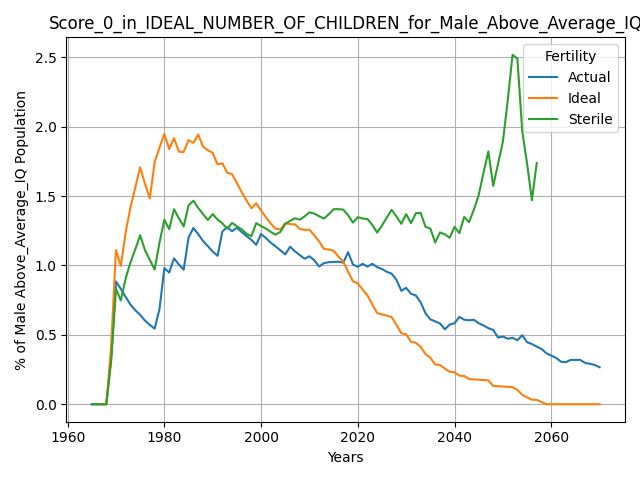 Score_0_in_IDEAL_NUMBER_OF_CHILDREN_for_Male_Above_Average_IQ
Fertility
Actual
Ideal
Sterile
% of Male Above_Average_IQ Population
2.5
2.0
1.5
1.0
0.5
0.0
1960 1980 2000 2020 2040 2060
Years